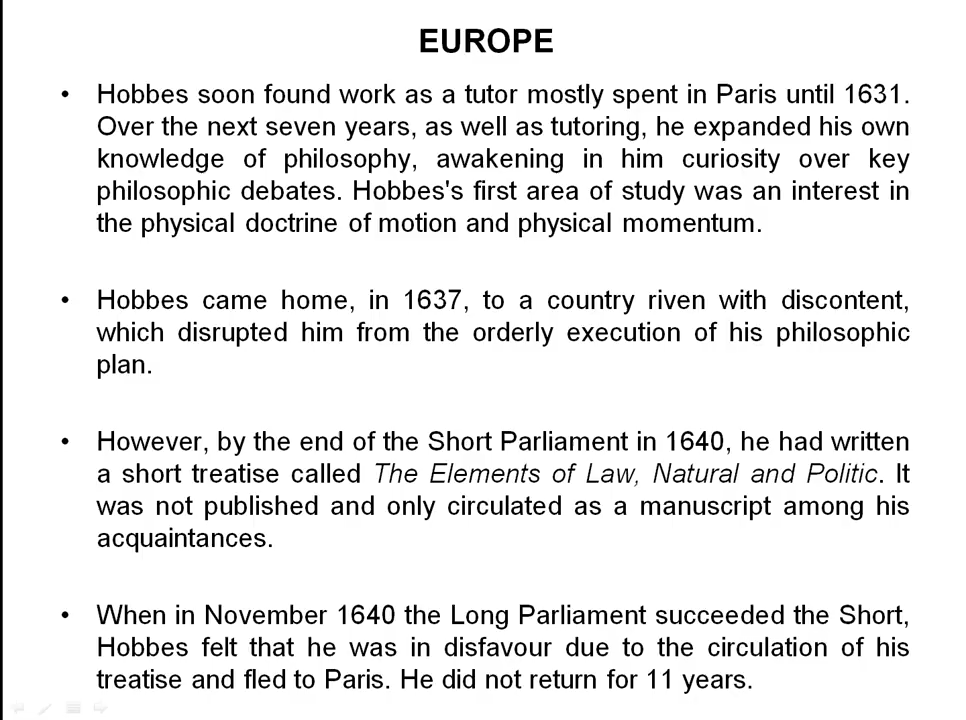 EUROPE
• Hobbes soon found work as a tutor mostly spent in Paris until 1631.
Over the next seven years, as well as tutoring, he expanded his own
knowledge of philosophy, awakening in him curiosity over key
philosophic debates. Hobbes's first area of study was an interest in
the physical doctrine of motion and physical momentum.
• Hobbes came home, in 1637, to a country riven with discontent,
which disrupted him from the orderly execution of his philosophic
plan.
• However, by the end of the Short Parliament in 1640, he had written
a short treatise called The Elements of Law, Natural and Politic. It
was not published and only circulated as a manuscript among his
acquaintances.
• When in November 1640 the Long Parliament succeeded the Short,
Hobbes felt that he was in disfavour due to the circulation of his
treatise and fled to Paris. He did not return for 11 years.